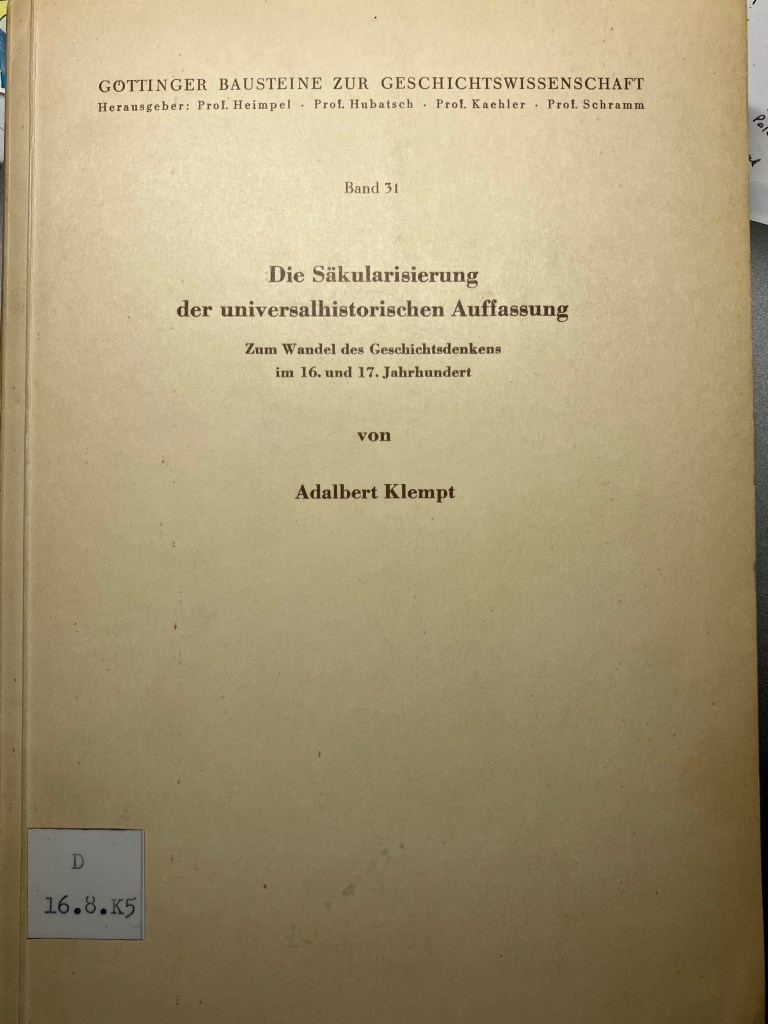 GÖTTINGER BAUSTEINE ZUR GESCHICHTSWISSENSCHAFT
Herausgeber: Prof. Heimpel · Prof. Hubatsch · Prof. Kaehler · Prof. Schramm
Band 31
Die Säkularisierung
der universalhistorischen Auffassung
Zum Wandel des Geschichtsdenkens
im 16. und 17. Jahrhundert
von
Adalbert Klempt
D
16.8.K5